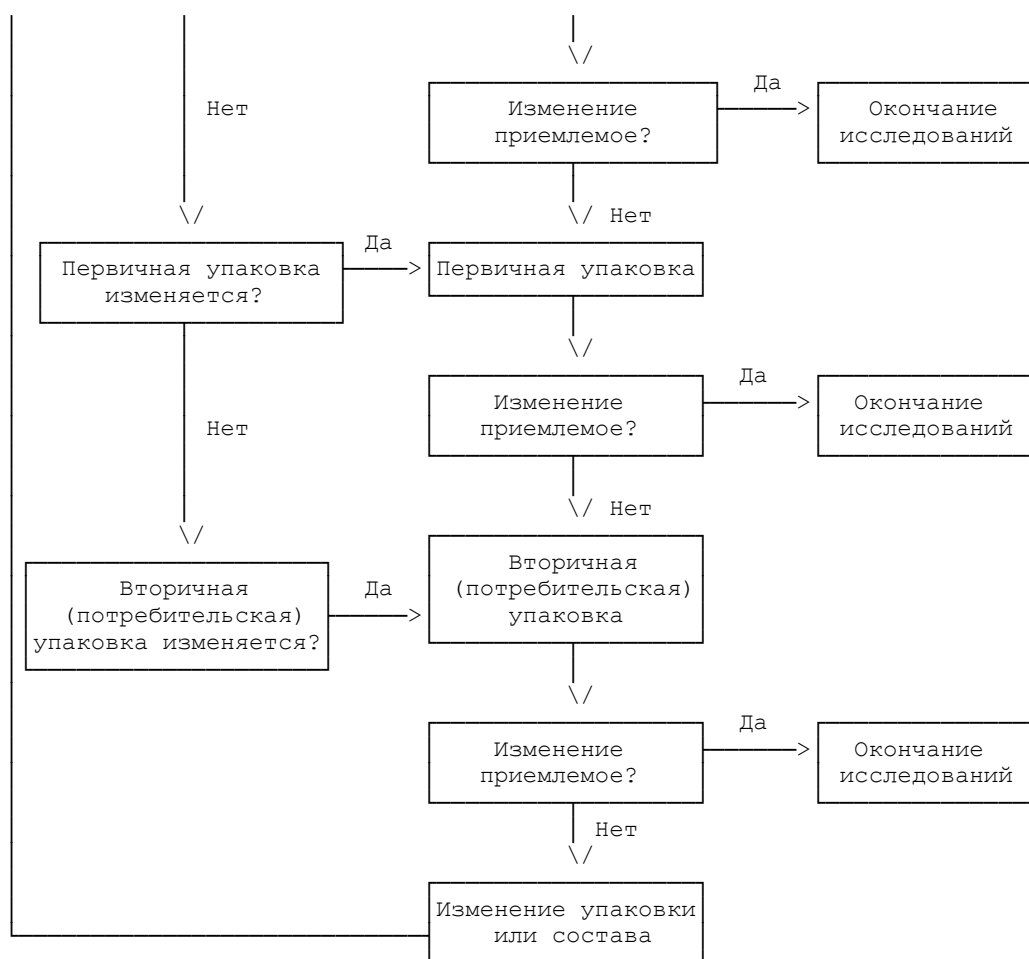 Да
Нет
Изменение
приемлемое?
Окончание
исследований
Нет
Да
Первичная упаковка
изменяется?
Первичная упаковка
Да
Нет
Изменение
приемлемое?
Окончание
исследований
Нет
Вторичная
(потребительская)
упаковка изменяется?
Да
Вторичная
(потребительская)
упаковка
Да
Изменение
приемлемое?
Окончание
исследований
Нет
Изменение упаковки
или состава